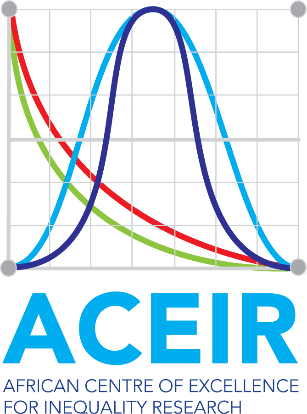 ACEIR
AFRICAN CENTRE OF EXCELLENCE
FOR INEQUALITY RESEARCH